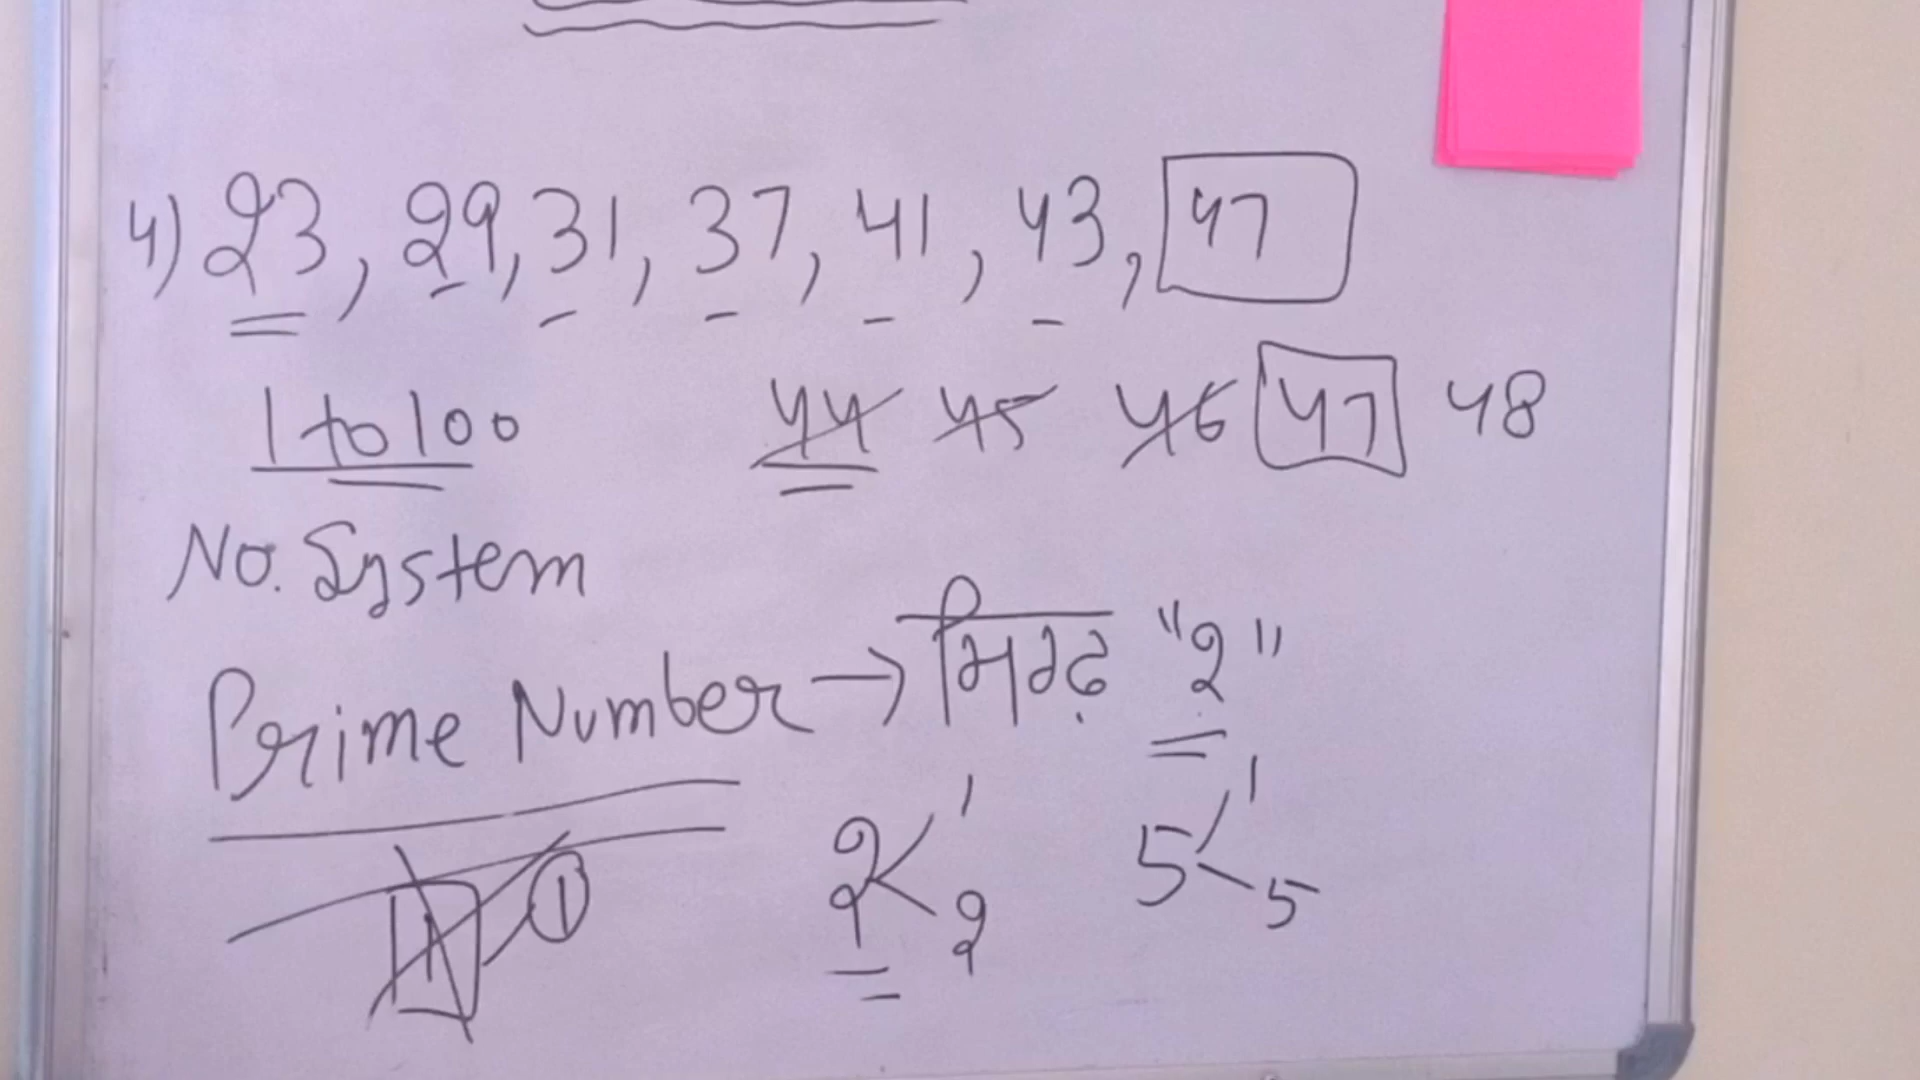 4) 23, 29, 31, 37, 41, 43, 47
1 to 100 44 45 46 47 48
No. System
Prime Number → "2"
1 1
2 5
2 5
1 1